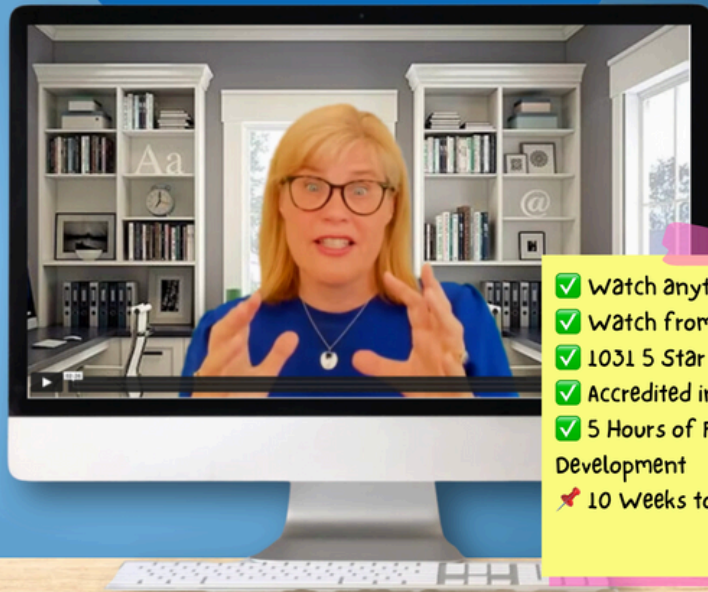 Aa
@
✅ Watch anyt
✅ Watch from
✅ 1031 5 Star
✅ Accredited in
✅ 5 Hours of P
Development
📌 10 Weeks to